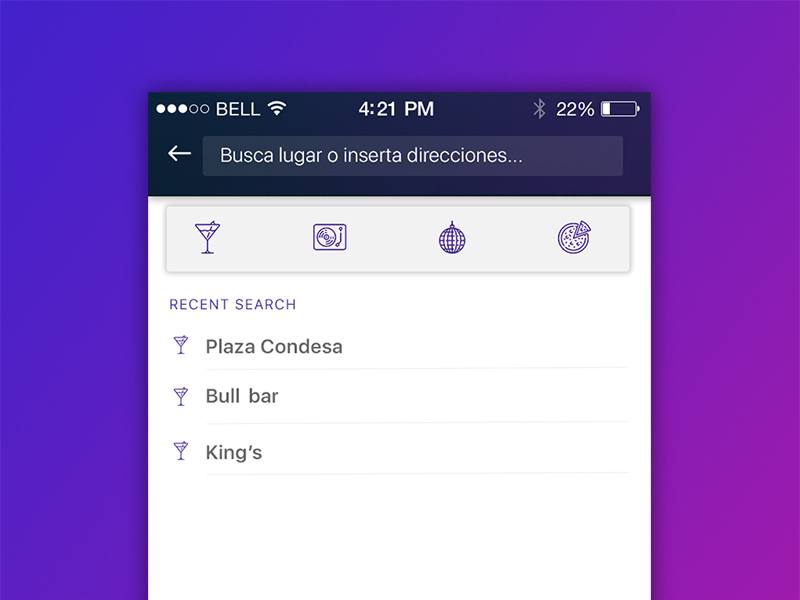 BELL 4:21 PM 22%
Busca lugar o inserta direcciones...
RECENT SEARCH
Plaza Condesa
Bull bar
King's